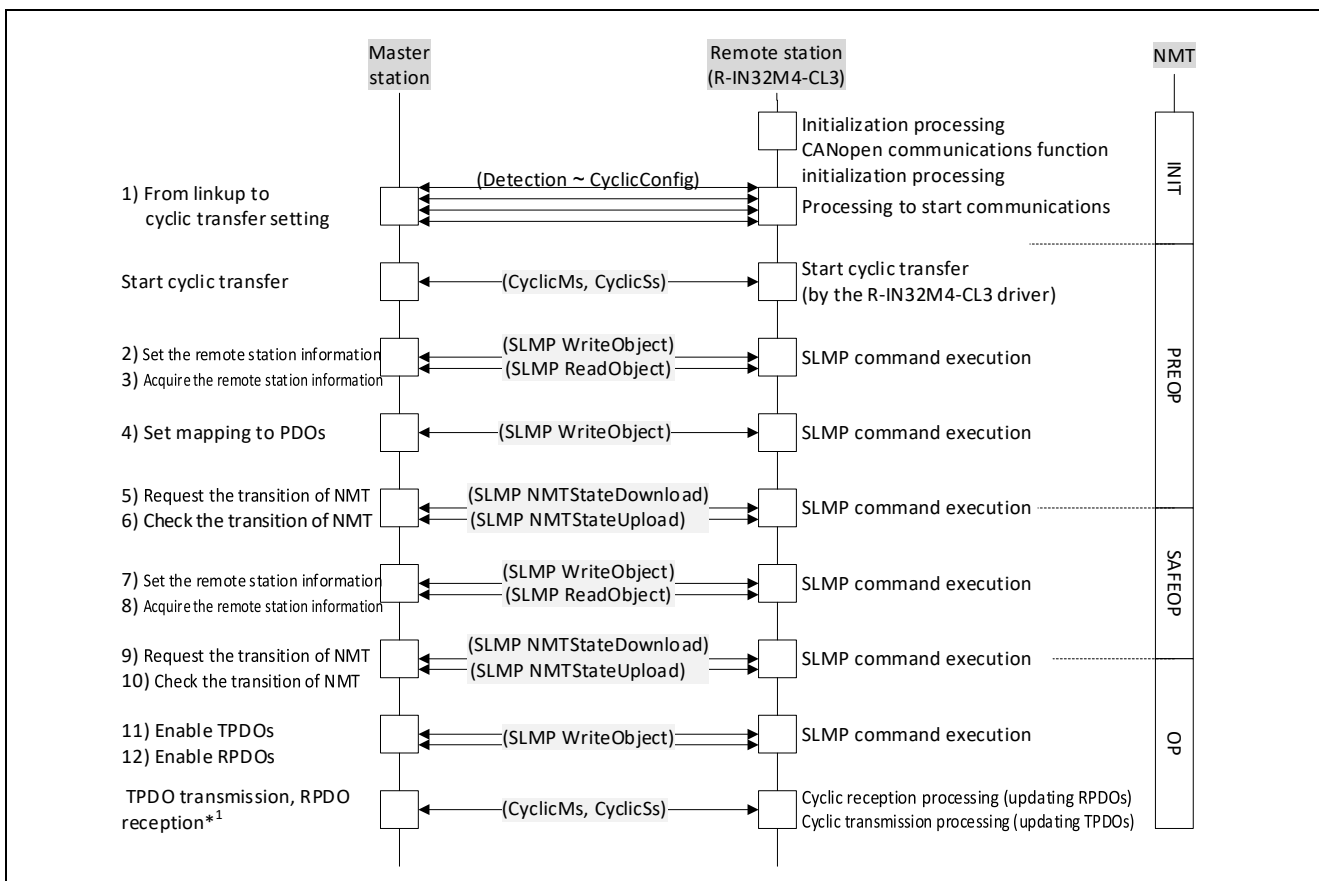 Master
station
Remote station
(R-IN32M4-CL3)
NMT
Initialization processing
CANopen communications function
initialization processing
INIT
1) From linkup to
cyclic transfer setting
(Detection ~ CyclicConfig)
Processing to start communications
Start cyclic transfer
(CyclicMs, CyclicSs)
Start cyclic transfer
(by the R-IN32M4-CL3 driver)
2) Set the remote station information
3) Acquire the remote station information
(SLMP WriteObject)
(SLMP ReadObject)
SLMP command execution
PREOP
4) Set mapping to PDOs
(SLMP WriteObject)
SLMP command execution
5) Request the transition of NMT
6) Check the transition of NMT
(SLMP NMTStateDownload)
(SLMP NMTStateUpload)
SLMP command execution
7) Set the remote station information
8) Acquire the remote station information
(SLMP WriteObject)
(SLMP ReadObject)
SLMP command execution
SAFEOP
9) Request the transition of NMT
10) Check the transition of NMT
(SLMP NMTStateDownload)
(SLMP NMTStateUpload)
SLMP command execution
11) Enable TPDOs
12) Enable RPDOs
(SLMP WriteObject)
SLMP command execution
OP
TPDO transmission, RPDO
reception*1
(CyclicMs, CyclicSs)
Cyclic reception processing (updating RPDOs)
Cyclic transmission processing (updating TPDOs)